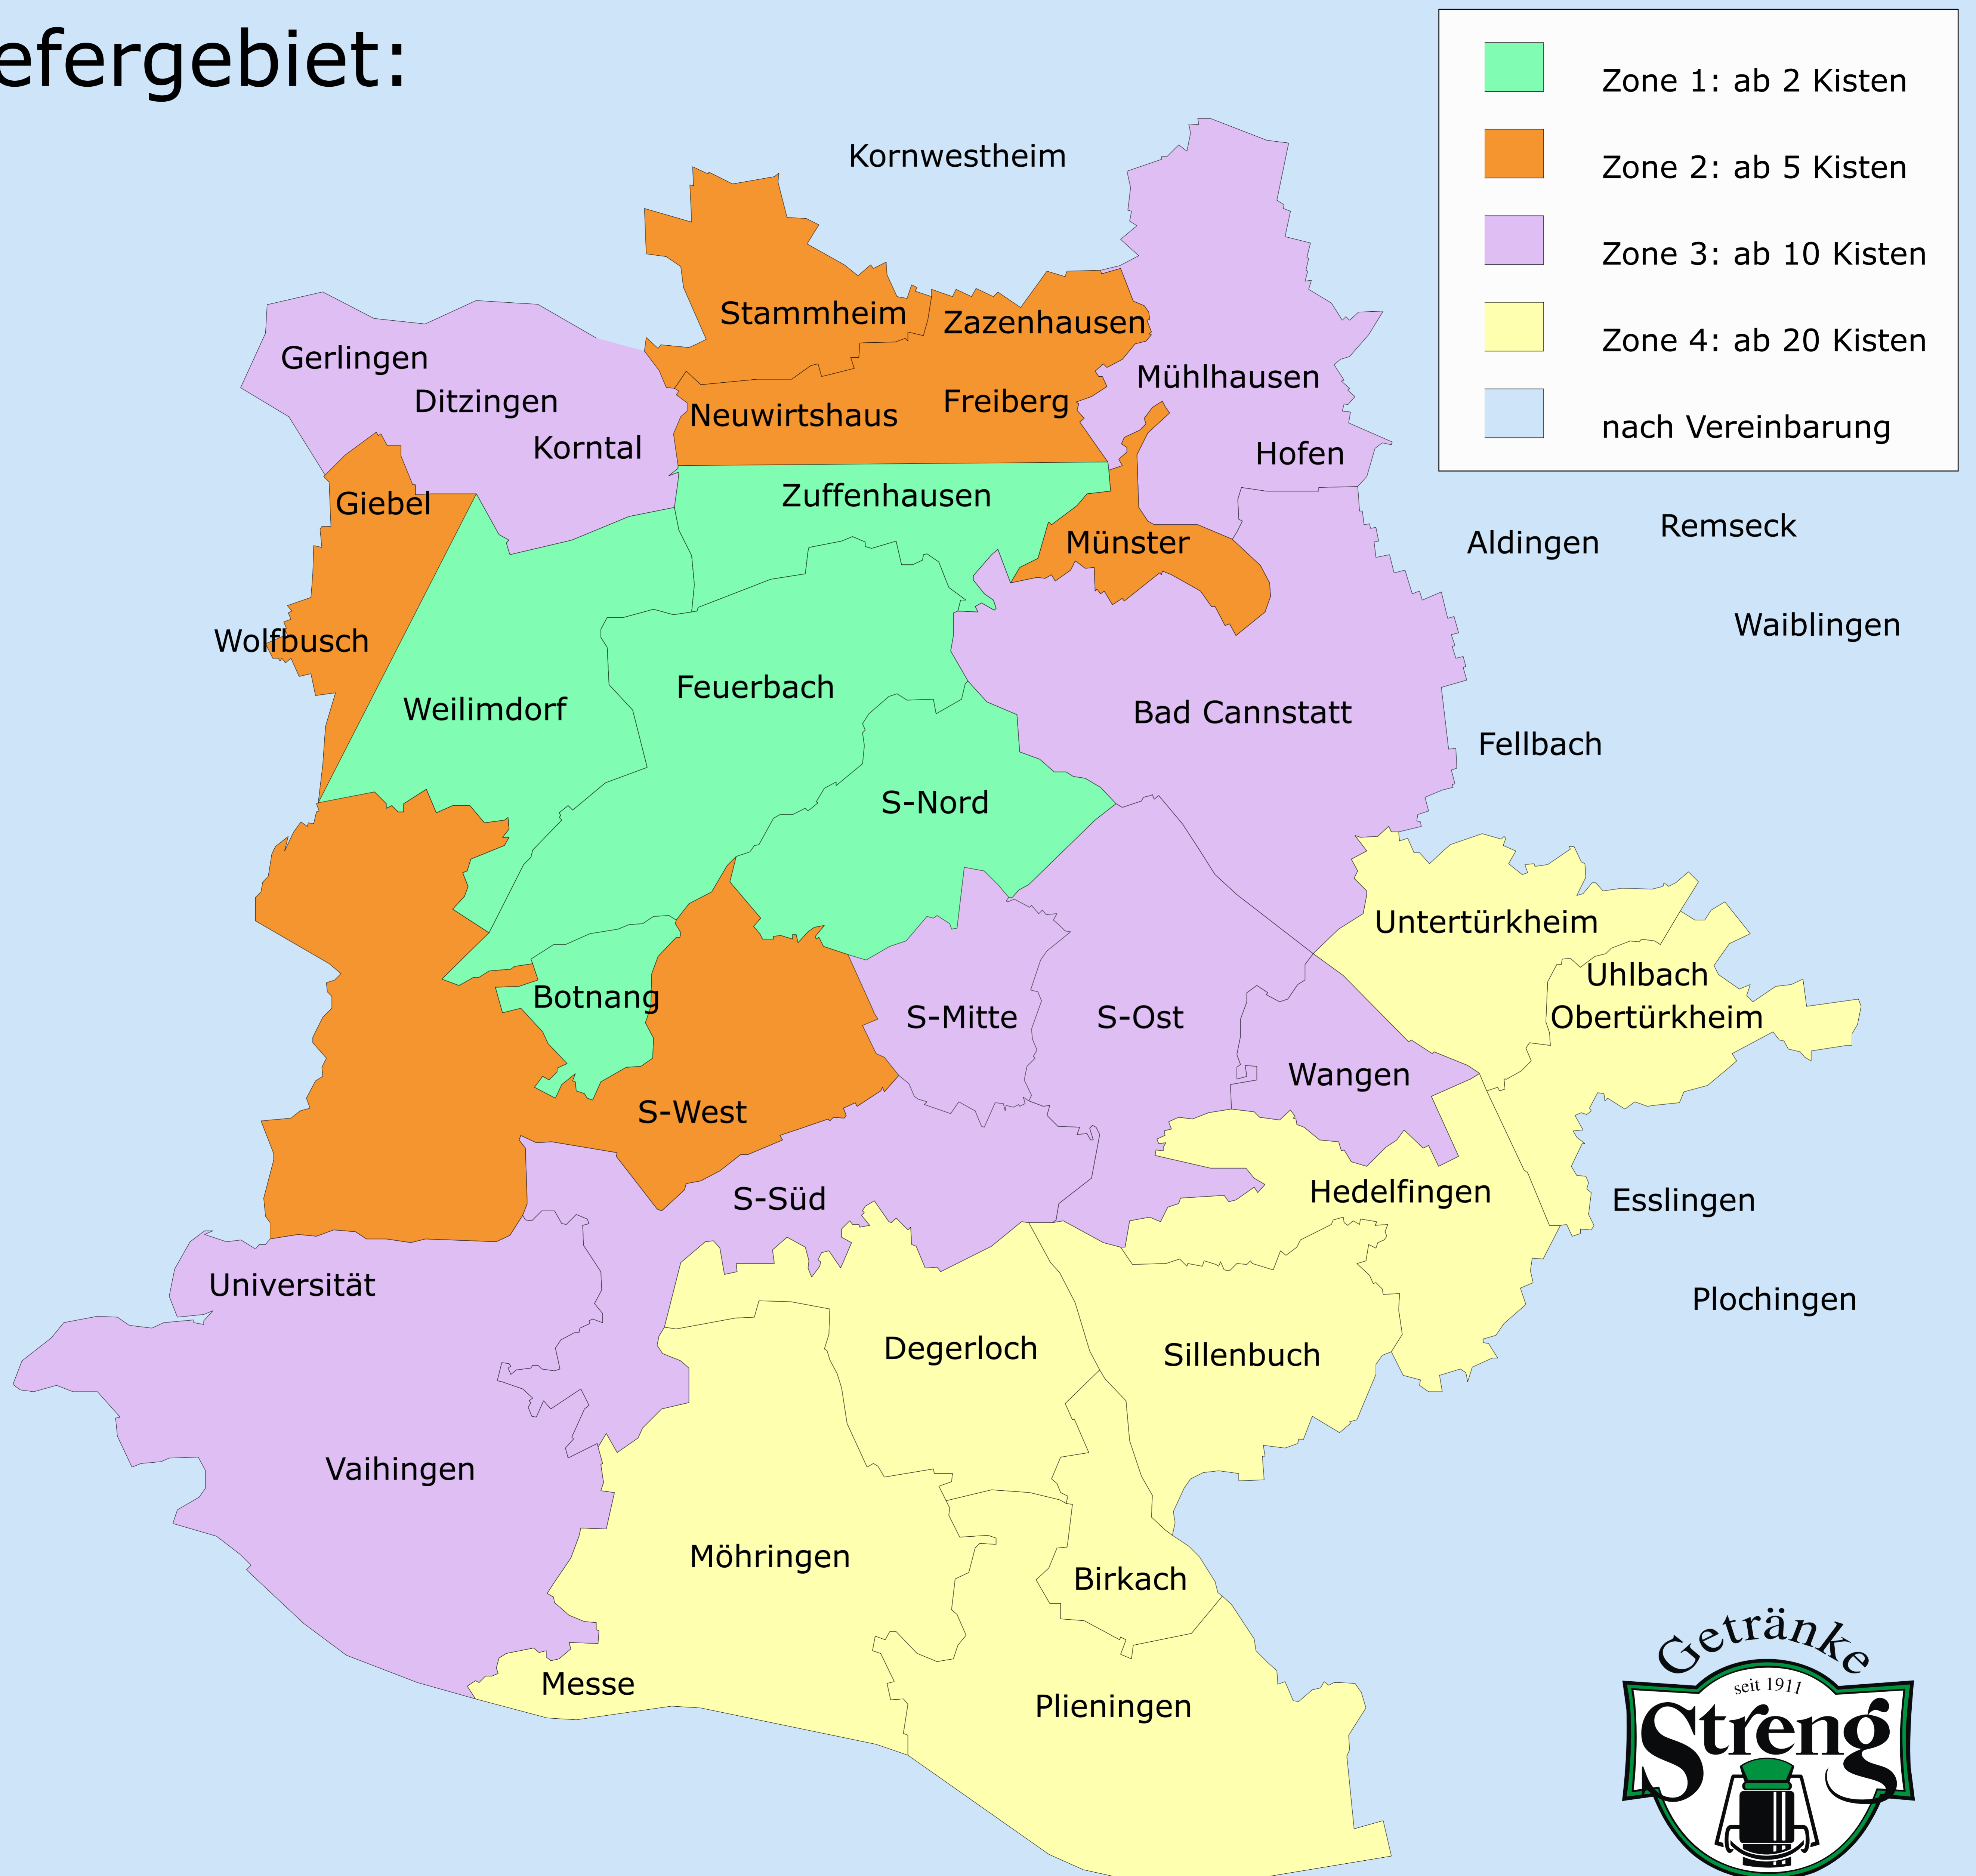 efergebiet:
Zone 1: ab 2 Kisten
Zone 2: ab 5 Kisten
Zone 3: ab 10 Kisten
Zone 4: ab 20 Kisten
nach Vereinbarung
Kornwestheim
Stammheim
Zazenhausen
Gerlingen
Mühlhausen
Ditzingen
Neuwirtshaus
Freiberg
Korntal
Hofen
Giebel
Zuffenhausen
Münster
Aldingen
Remseck
Wolfbusch
Waiblingen
Feuerbach
Weilimdorf
Bad Cannstatt
Fellbach
S-Nord
Untertürkheim
Uhlbach
Botnang
S-Mitte
S-Ost
Obertürkheim
Wangen
S-West
S-Süd
Hedelfingen
Esslingen
Universität
Plochingen
Degerloch
Sillenbuch
Vaihingen
Möhringen
Birkach
Messe
Plieningen
Getränke
seit 1911
Streng